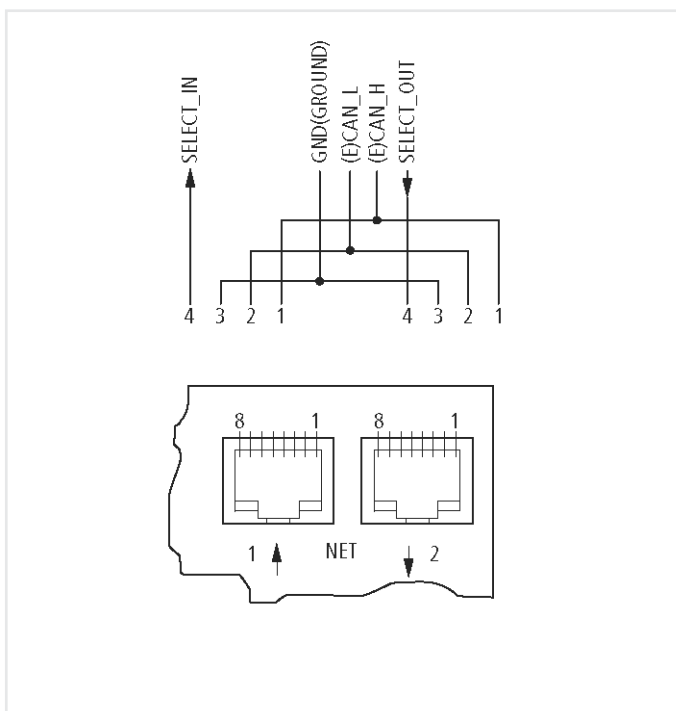 SELECT_IN
GND(GROUND)
(E)CAN_L
(E)CAN_H
SELECT_OUT
4 3 2 1 4 3 2 1
8 1 8 1
1 NET 2